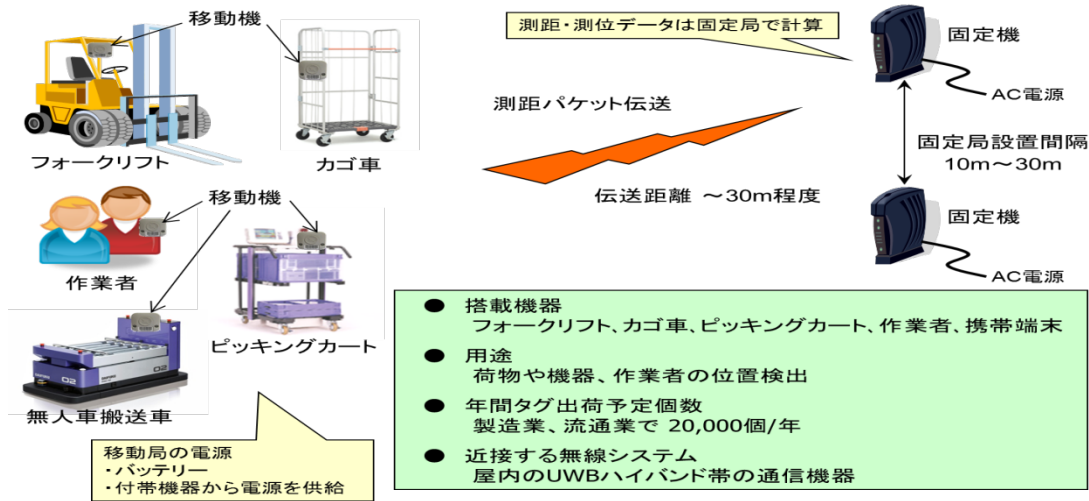 移動機
測距・測位データは固定局で計算
固定機
AC電源
測距パケット伝送
固定局設置間隔
10m～30m
フォークリフト
カゴ車
伝送距離 ～30m程度
移動機
固定機
作業者
AC電源
ピッキングカート
02
02
無人車搬送車
● 搭載機器
フォークリフト、カゴ車、ピッキングカート、作業者、携帯端末
● 用途
荷物や機器、作業者の位置検出
● 年間タグ出荷予定個数
製造業、流通業で 20,000個/年
● 近接する無線システム
屋内のUWBハイバンド帯の通信機器
移動局の電源
・バッテリー
・付帯機器から電源を供給